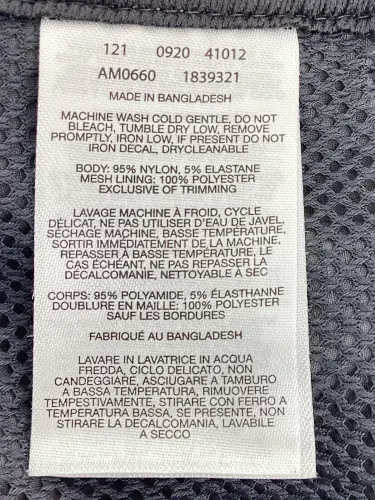 121 0920 41012
AM0660 1839321
MADE IN BANGLADESH
MACHINE WASH COLD GENTLE, DO NOT
BLEACH, TUMBLE DRY LOW, REMOVE
PROMPTLY, IRON LOW, IF PRESENT DO NOT
IRON DECAL, DRYCLEANABLE
BODY: 95% NYLON, 5% ELASTANE
MESH LINING: 100% POLYESTER
EXCLUSIVE OF TRIMMING
LAVAGE MACHINE À FROID, CYCLE
DÉLICAT, NE PAS UTILISER D'EAU DE JAVEL,
SÉCHAGE MACHINE, BASSE TEMPÉRATURE,
SORTIR IMMÉDIATEMENT DE LA MACHINE,
REPASSER À BASSE TEMPÉRATURE, LE
CAS ÉCHÉANT, NE PAS REPASSER LA
DÉCALCOMANIE, NETTOYABLE À SEC
CORPS: 95% POLYAMIDE, 5% ÉLASTHANNE
DOUBLURE EN MAILLE: 100% POLYESTER
SAUF LES BORDURES
FABRIQUÉ AU BANGLADESH
LAVARE IN LAVATRICE IN ACQUA
FREDDA, CICLO DELICATO, NON
CANDEGGIARE, ASCIUGARE A TAMBURO
A BASSA TEMPERATURA, RIMUOVERE
TEMPESTIVAMENTE, STIRARE CON FERRO A
TEMPERATURA BASSA, SE PRESENTE, NON
STIRARE LA DECALCOMANIA, LAVABILE
A SECCO